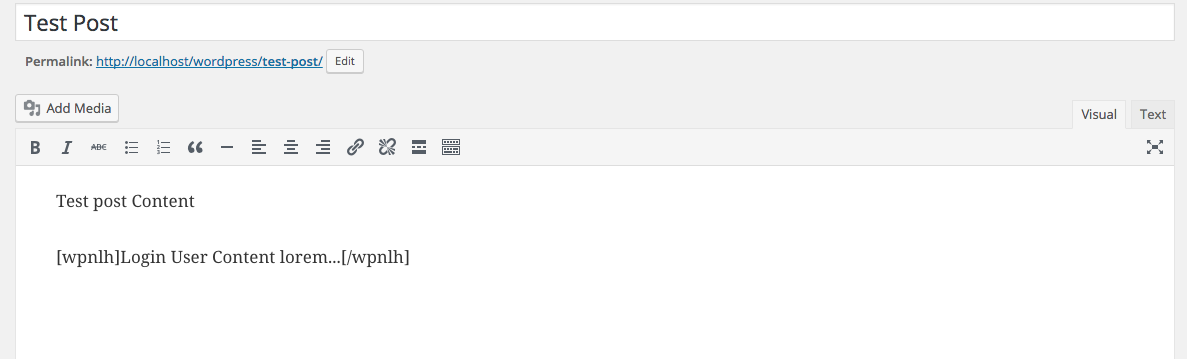 Test Post
Permalink: http://localhost/wordpress/test-post/ Edit
Add Media
Visual Text
B I ABC
Test post Content
[wpnlh]Login User Content lorem...[/wpnlh]